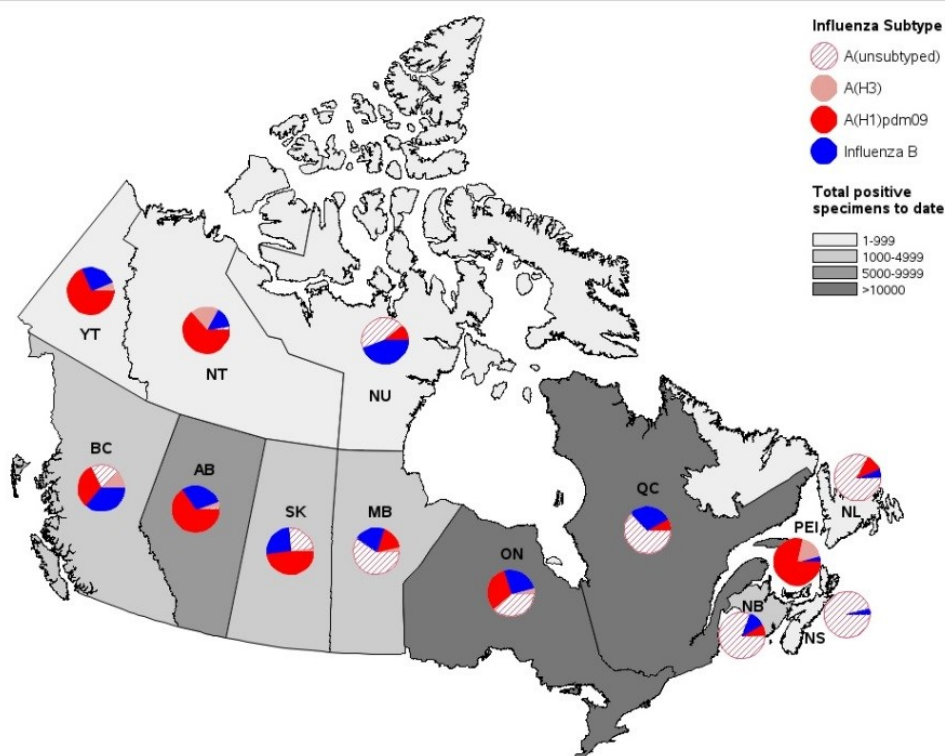 Influenza Subtype
A(unsubtyped)
A(H3)
A(H1)pdm09
Influenza B
Total positive
specimens to date
1-999
1000-4999
5000-9999
>10000
YT
NT
NU
BC
AB
SK
MB
ON
QC
NL
PEI
NB
NS